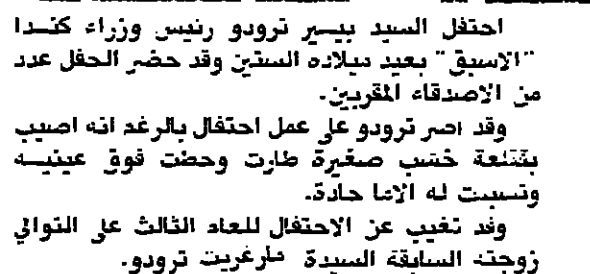 احتفل السيد بيير ترودو رئيس وزراء كندا
"الاسبق" بعيد ميلاده الستين وقد حضر الحفل عدد
من الاصدقاء المقربين.
وقد اصر ترودو على عمل احتفال بالرغم انه اصيب
بقطعة خشب صغيرة طارت وحطت فوق عينيه
وتسببت له الاما حادة.
وقد تغيب عن الاحتفال للعام الثالث على التوالي
زوجته السابقة السيدة مارغريت ترودو.